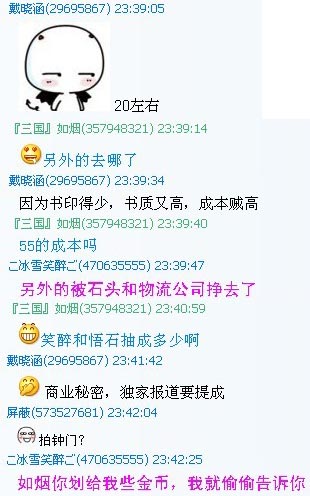 戴晓涵(29695867) 23:39:05
20左右
『三国』如烟(357948321) 23:39:14
另外的去哪了
戴晓涵(29695867) 23:39:34
因为书印得少，书质又高，成本贼高
『三国』如烟(357948321) 23:39:40
55的成本吗
こ冰雪笑醉ご(470635555) 23:39:47
另外的被石头和物流公司挣去了
『三国』如烟(357948321) 23:40:59
笑醉和悟石抽成多少啊
戴晓涵(29695867) 23:41:42
商业秘密，独家报道要提成
屏蔽(573527681) 23:42:04
拍钟门？
こ冰雪笑醉ご(470635555) 23:42:25
如烟你划给我些金币，我就偷偷告诉你